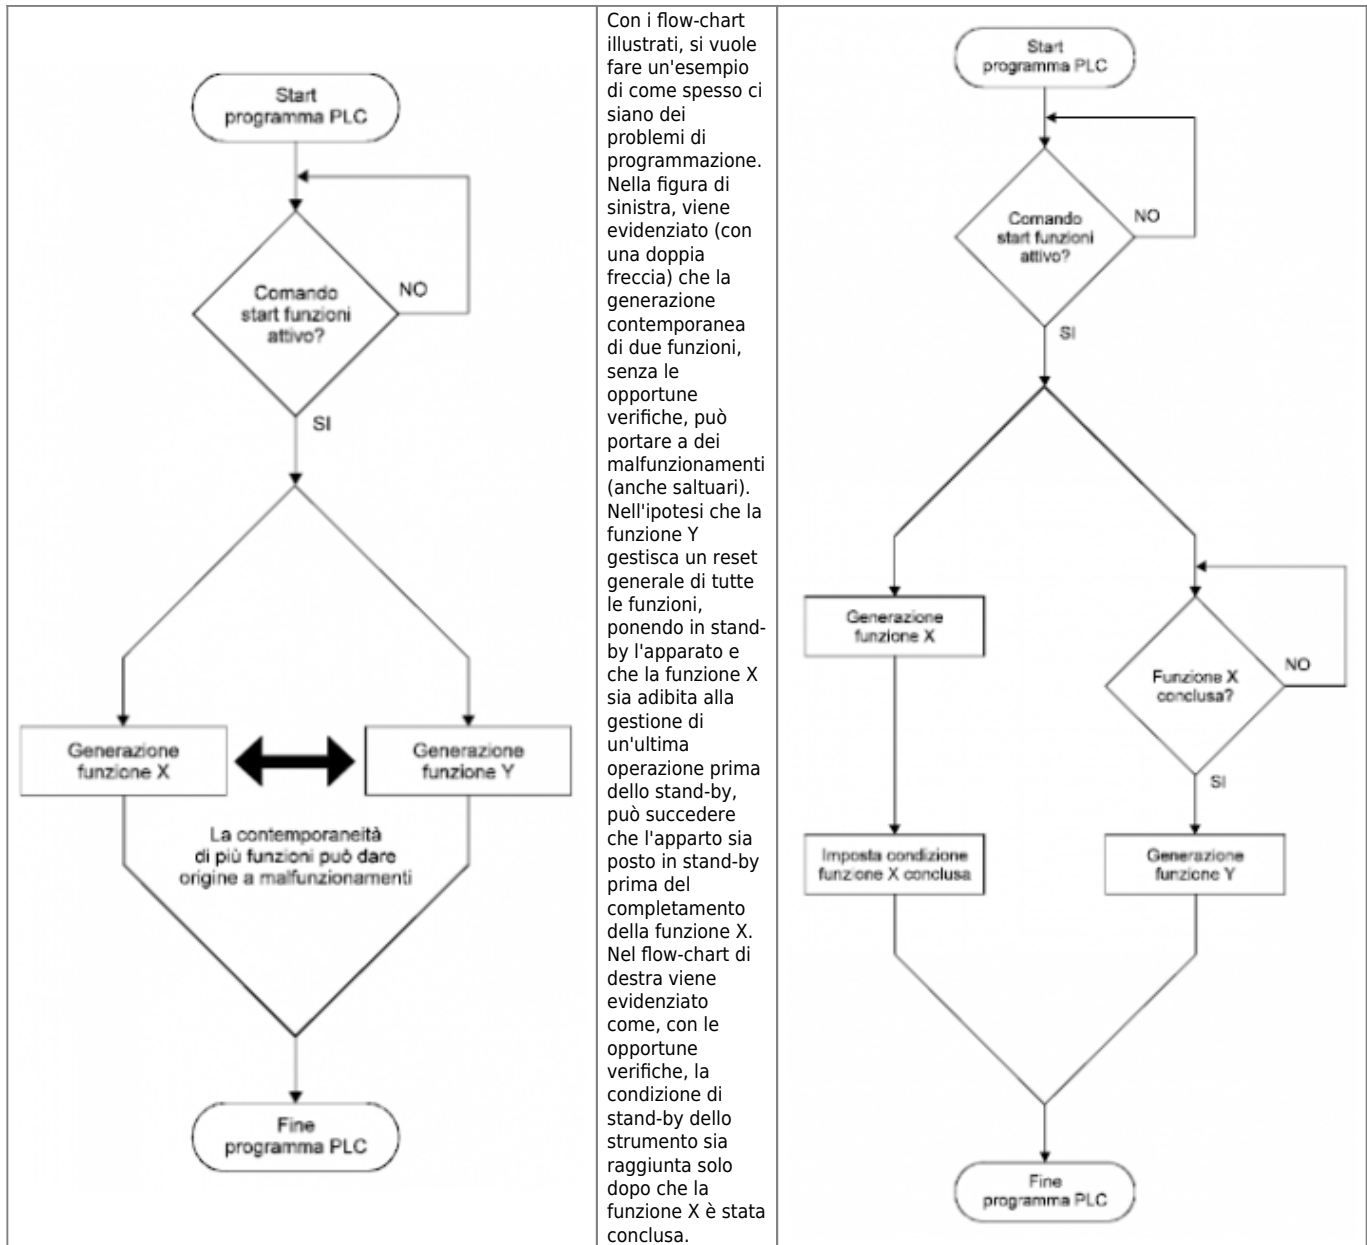 Start
programma PLC
Comando
start funzioni
attivo?
NO
SI
Generazione
funzione X
Generazione
funzione Y
La contemporaneità
di più funzioni può dare
origine a malfunzionamenti
Fine
programma PLC
Con i flow-chart
illustrati, si vuole
fare un'esempio
di come spesso ci
siano dei
problemi di
programmazione.
Nella figura di
sinistra, viene
evidenziato (con
una doppia
freccia) che la
generazione
contemporanea
di due funzioni,
senza le
opportune
verifiche, può
portare a dei
malfunzionamenti
(anche saltuari).
Nell'ipotesi che la
funzione Y
gestisca un reset
generale di tutte
le funzioni,
ponendo in stand-
by l'apparato e
che la funzione X
sia adibita alla
gestione di
un'ultima
operazione prima
dello stand-by,
può succedere
che l'apparto sia
posto in stand-by
prima del
completamento
della funzione X.
Nel flow-chart di
destra viene
evidenziato
come, con le
opportune
verifiche, la
condizione di
stand-by dello
strumento sia
raggiunta solo
dopo che la
funzione X è stata
conclusa.
Start
programma PLC
Comando
start funzioni
attivo?
NO
SI
Generazione
funzione X
Funzione X
conclusa?
NO
SI
Imposta condizione
funzione X conclusa
Generazione
funzione Y
Fine
programma PLC